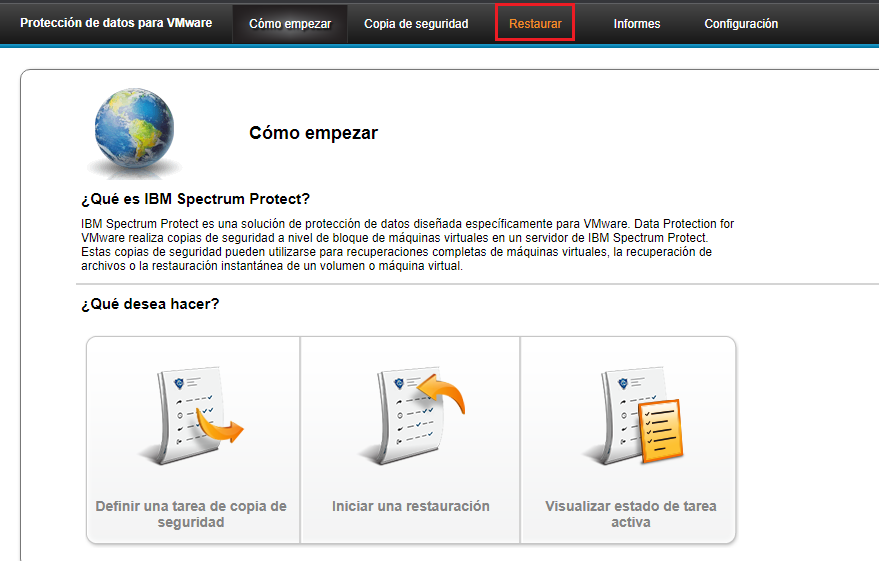 Protección de datos para VMware
Cómo empezar
Copia de seguridad
Restaurar
Informes
Configuración
Cómo empezar
¿Qué es IBM Spectrum Protect?
IBM Spectrum Protect es una solución de protección de datos diseñada específicamente para VMware. Data Protection for
VMware realiza copias de seguridad a nivel de bloque de máquinas virtuales en un servidor de IBM Spectrum Protect.
Estas copias de seguridad pueden utilizarse para recuperaciones completas de máquinas virtuales, la recuperación de
archivos o la restauración instantánea de un volumen o máquina virtual.
¿Qué desea hacer?
Definir una tarea de copia de
seguridad
Iniciar una restauración
Visualizar estado de tarea
activa